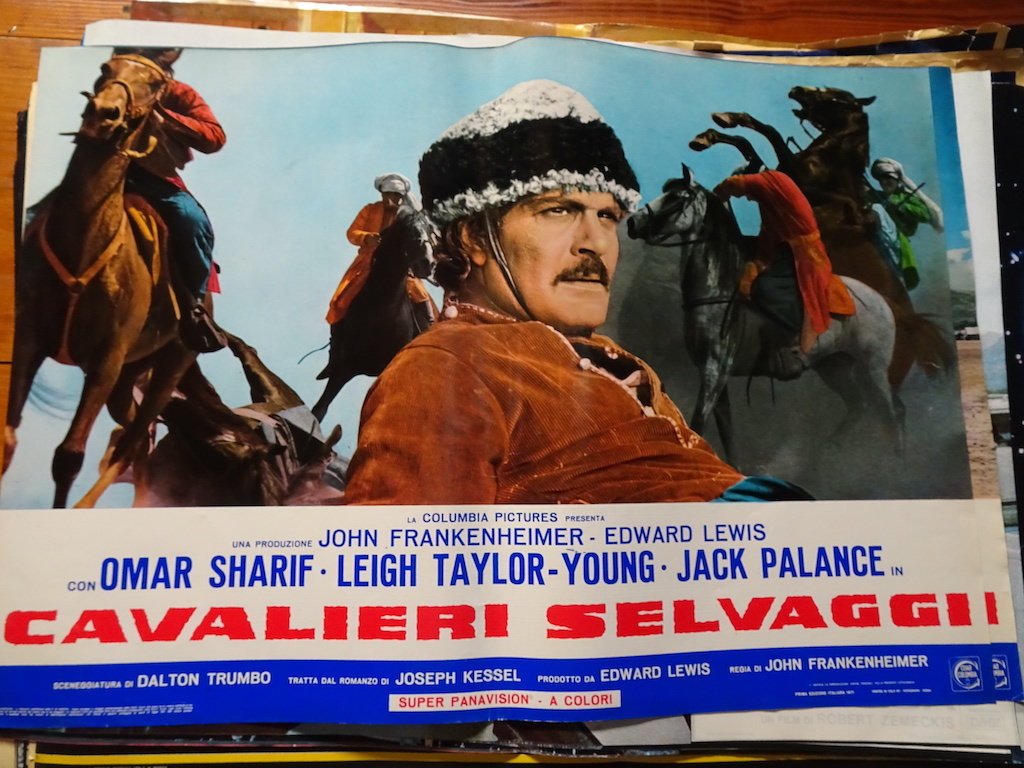 LA COLUMBIA PICTURES PRESENTA
UNA PRODUZIONE JOHN FRANKENHEIMER - EDWARD LEWIS
CON OMAR SHARIF · LEIGH TAYLOR-YOUNG · JACK PALANCE IN
CAVALIERI SELVAGGI
SCENEGGIATURA DI DALTON TRUMBO TRATTA DAL ROMANZO DI JOSEPH KESSEL PRODOTTO DA EDWARD LEWIS REGIA DI JOHN FRANKENHEIMER
SUPER PANAVISION - A COLORI
UN FILM DI ROBERT ZEMECKIS